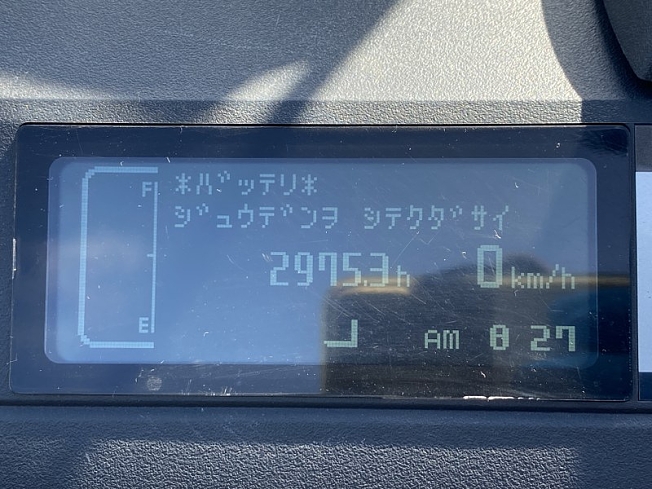 F
*バッテリ*
ジュウデンヲ シテクダサイ
29753h 0km/h
E
AM 0 27